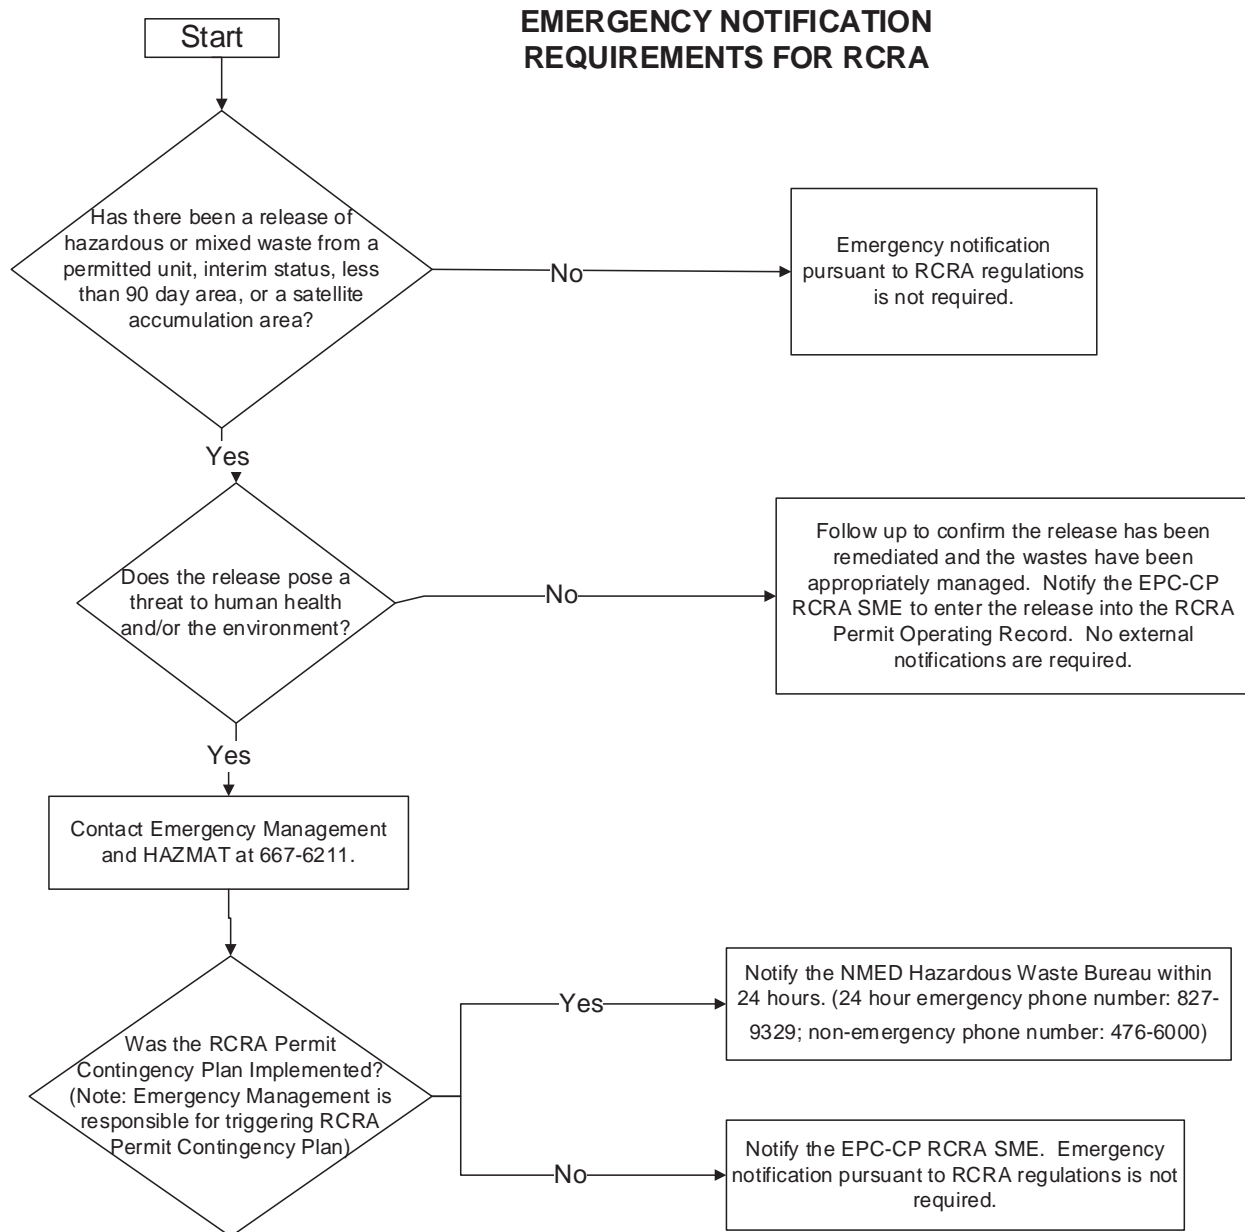 EMERGENCY NOTIFICATION
REQUIREMENTS FOR RCRA
Start
Has there been a release of
hazardous or mixed waste from a
permitted unit, interim status, less
than 90 day area, or a satellite
accumulation area?
No
Emergency notification
pursuant to RCRA regulations
is not required.
Yes
Does the release pose a
threat to human health
and/or the environment?
No
Follow up to confirm the release has been
remediated and the wastes have been
appropriately managed.  Notify the EPC-CP
RCRA SME to enter the release into the RCRA
Permit Operating Record.  No external
notifications are required.
Yes
Contact Emergency Management
and HAZMAT at 667-6211.
Was the RCRA Permit
Contingency Plan Implemented?
(Note: Emergency Management is
responsible for triggering RCRA
Permit Contingency Plan)
Yes
Notify the NMED Hazardous Waste Bureau within
24 hours. (24 hour emergency phone number: 827-
9329; non-emergency phone number: 476-6000)
No
Notify the EPC-CP RCRA SME.  Emergency
notification pursuant to RCRA regulations is not
required.